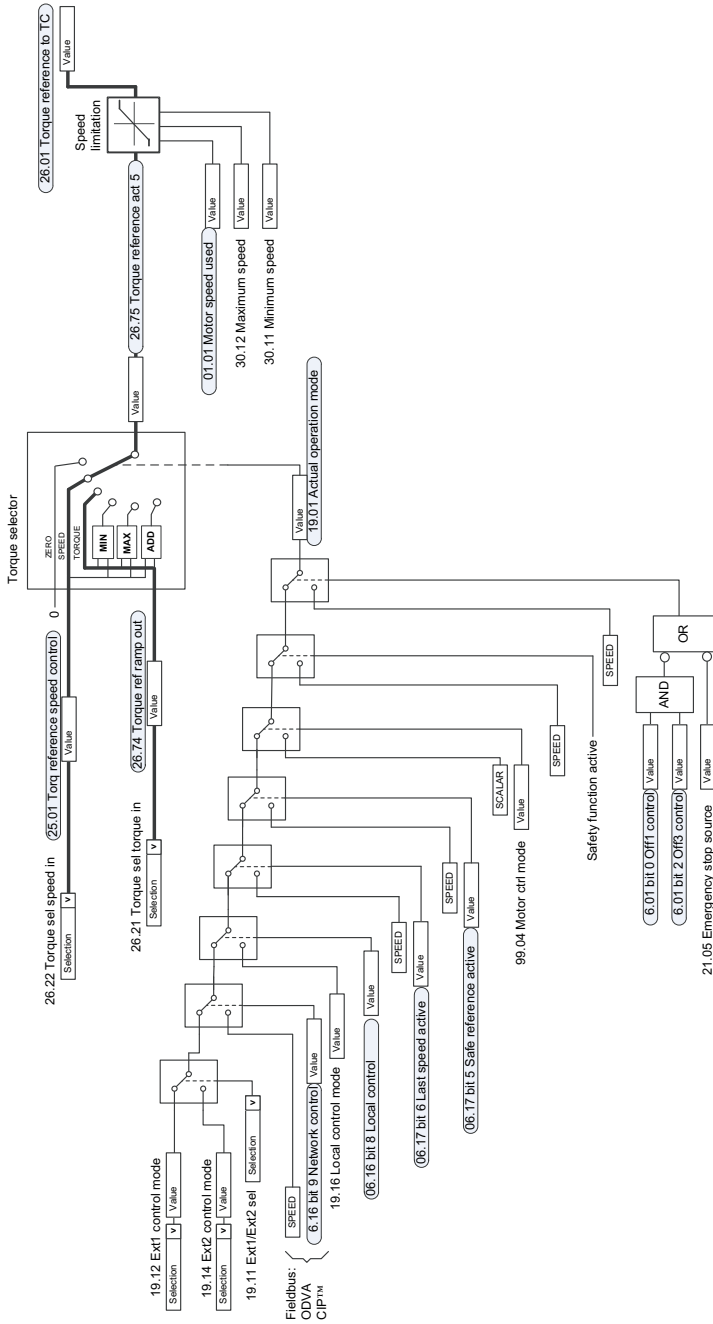 26.01 Torque reference to TC
Value
Speed
limitation
26.75 Torque reference act 5
Value
01.01 Motor speed used
Value
30.12 Maximum speed
Value
30.11 Minimum speed
Value
Torque selector
ZERO
SPEED
TORQUE
MIN
MAX
ADD
0
26.22 Torque sel speed in
Selection v
25.01 Torq reference speed control
Value
26.21 Torque sel torque in
Selection v
26.74 Torque ref ramp out
Value
19.01 Actual operation mode
Value
19.12 Ext1 control mode
Selection v Value
19.14 Ext2 control mode
Selection v Value
19.11 Ext1/Ext2 sel
Selection v
Fieldbus:
ODVA
CIP™
SPEED
6.16 bit 9 Network control Value
19.16 Local control mode
Value
06.16 bit 8 Local control
Value
SPEED
06.17 bit 6 Last speed active
Value
SPEED
06.17 bit 5 Safe reference active
Value
SCALAR
99.04 Motor ctrl mode
Value
SPEED
Safety function active
SPEED
6.01 bit 0 Off1 control Value
6.01 bit 2 Off3 control Value
AND
OR
21.05 Emergency stop source
Value